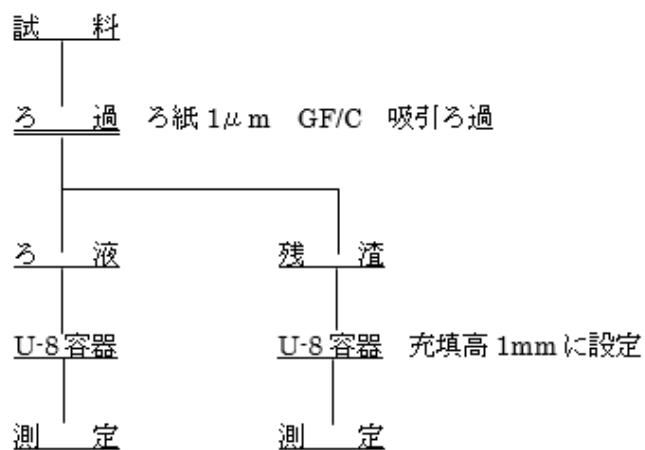 試　料
ろ　過　ろ紙 1μm　GF/C　吸引ろ過
ろ　液　残　渣
U-8 容器　U-8 容器　充填高 1mm に設定
測　定　測　定